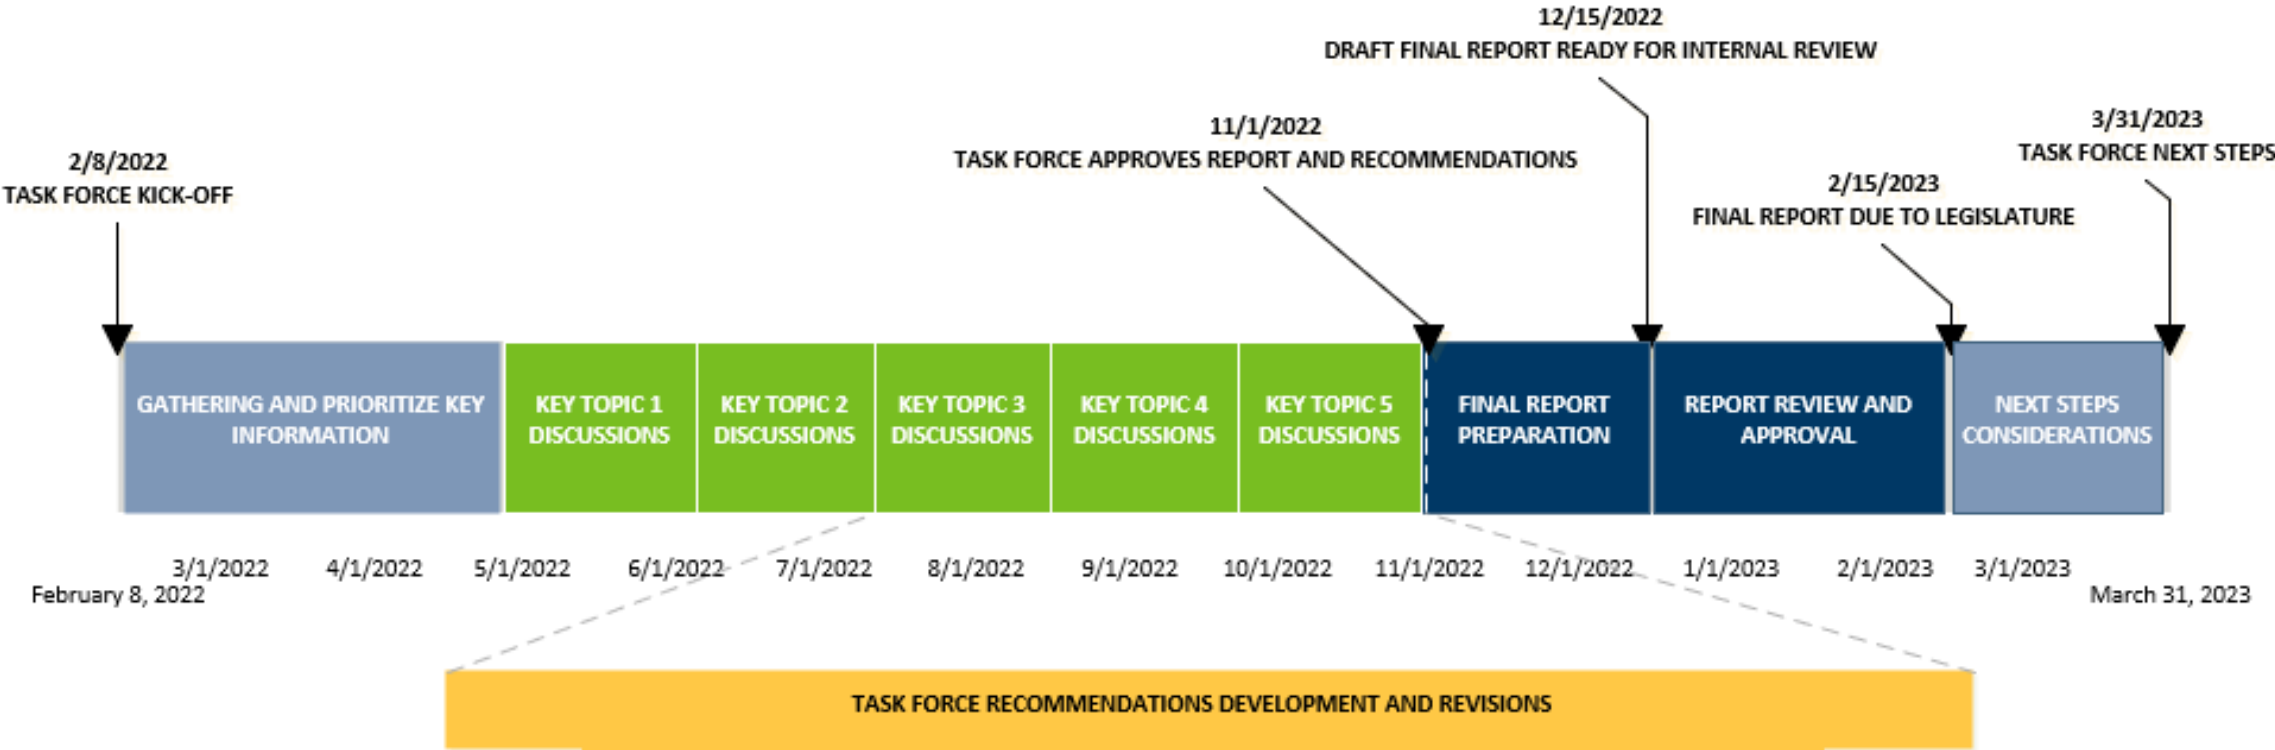 12/15/2022
DRAFT FINAL REPORT READY FOR INTERNAL REVIEW
11/1/2022
TASK FORCE APPROVES REPORT AND RECOMMENDATIONS
3/31/2023
TASK FORCE NEXT STEPS
2/8/2022
TASK FORCE KICK-OFF
2/15/2023
FINAL REPORT DUE TO LEGISLATURE
GATHERING AND PRIORITIZE KEY
INFORMATION
KEY TOPIC 1
DISCUSSIONS
KEY TOPIC 2
DISCUSSIONS
KEY TOPIC 3
DISCUSSIONS
KEY TOPIC 4
DISCUSSIONS
KEY TOPIC 5
DISCUSSIONS
FINAL REPORT
PREPARATION
REPORT REVIEW AND
APPROVAL
NEXT STEPS
CONSIDERATIONS
3/1/2022
4/1/2022
5/1/2022
6/1/2022
7/1/2022
8/1/2022
9/1/2022
10/1/2022
11/1/2022
12/1/2022
1/1/2023
2/1/2023
3/1/2023
February 8, 2022
March 31, 2023
TASK FORCE RECOMMENDATIONS DEVELOPMENT AND REVISIONS